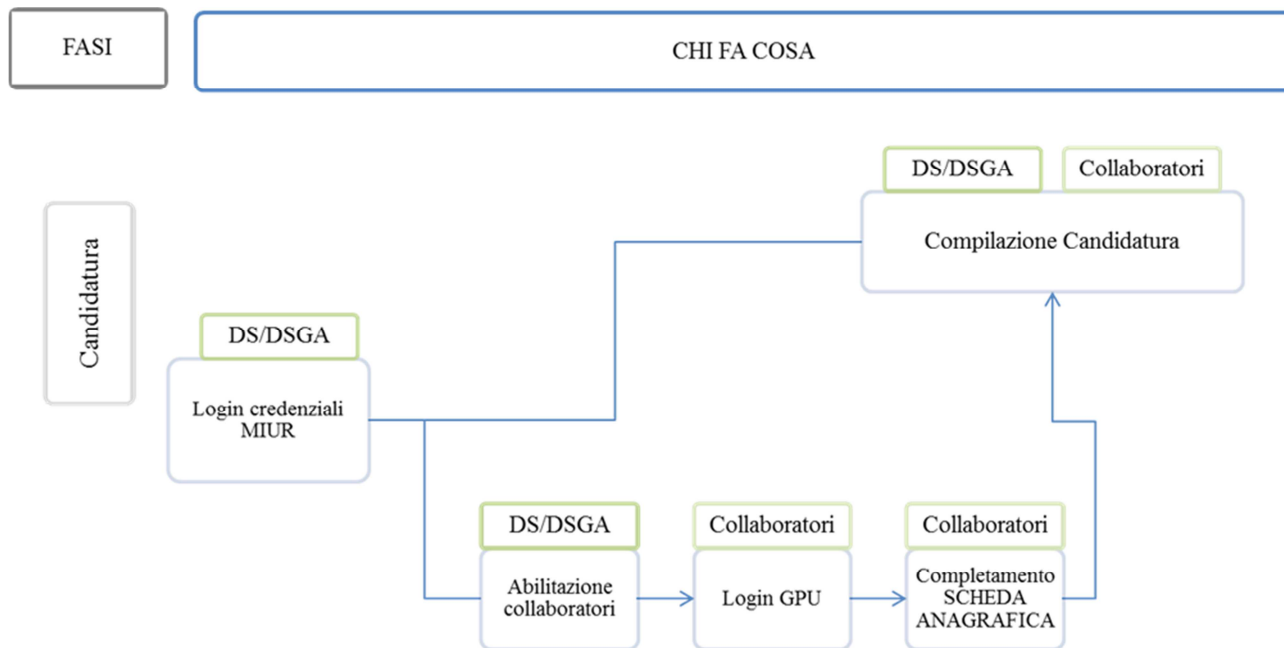 FASI
CHI FA COSA
DS/DSGA
Collaboratori
Compilazione Candidatura
Candidatura
DS/DSGA
Login credenziali
MIUR
DS/DSGA
Abilitazione
collaboratori
Collaboratori
Login GPU
Collaboratori
Completamento
SCHEDA
ANAGRAFICA